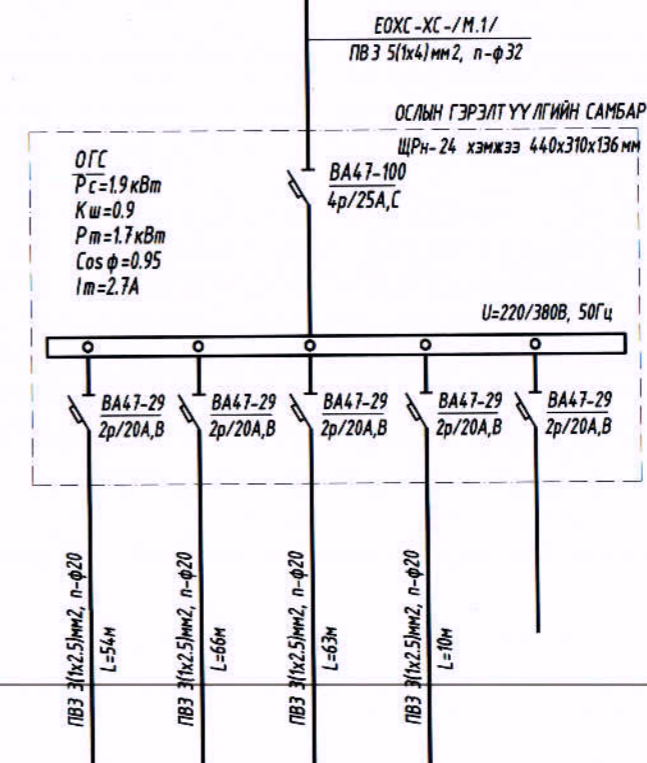 ЕОХС-ХС-/М.1/
ПВ3 5(1х4)мм2, п-ф32
ОСЛЫН ГЭРЭЛТҮҮЛГИЙН САМБАР
ЩРн-24 хэмжээ 440х310х136мм
ОГС
Рс=1.9кВт
Кш=0.9
Рт=1.7кВт
Cos ф=0.95
Iт=2.7А
ВА47-100
4р/25А,С
U=220/380В, 50Гц
ВА47-29
2р/20А,В
ВА47-29
2р/20А,В
ВА47-29
2р/20А,В
ВА47-29
2р/20А,В
ВА47-29
2р/20А,В
ПВ3 3(1х2.5)мм2, п-ф20
L=54м
ПВ3 3(1х2.5)мм2, п-ф20
L=66м
ПВ3 3(1х2.5)мм2, п-ф20
L=63м
ПВ3 3(1х2.5)мм2, п-ф20
L=10м